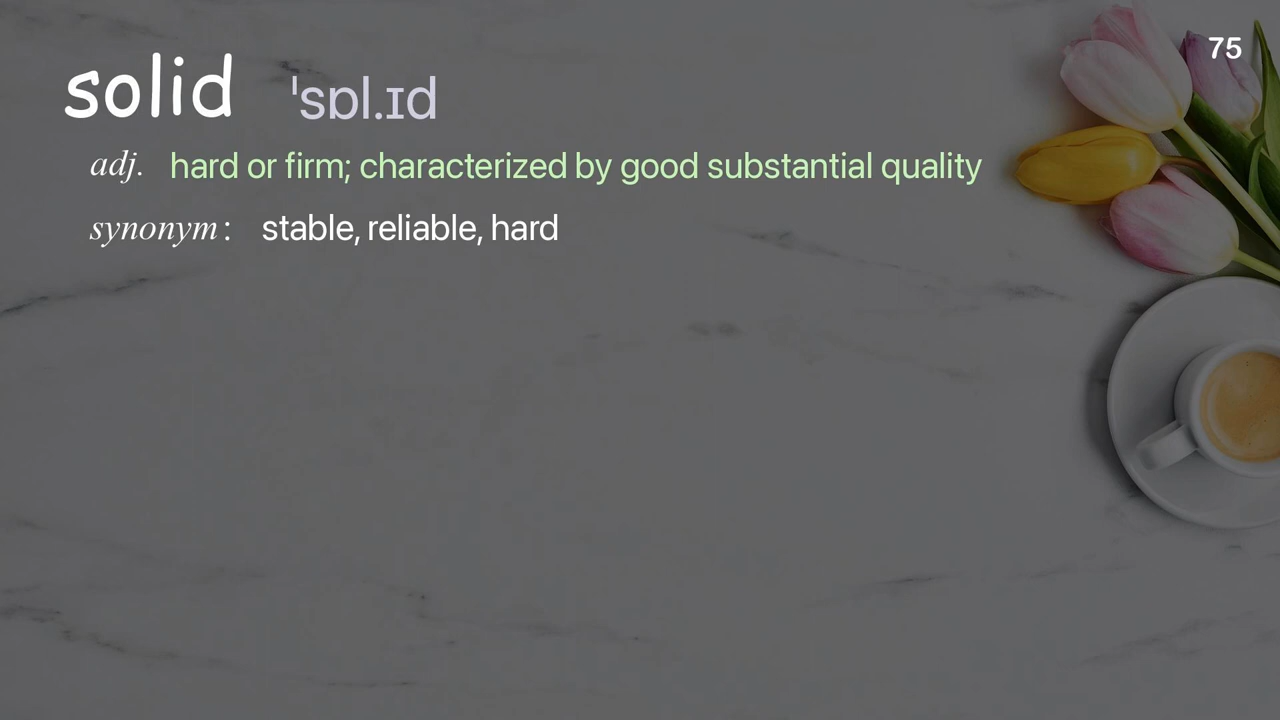 75
solid ˈsɒl.ɪd
adj. hard or firm; characterized by good substantial quality
synonym : stable, reliable, hard